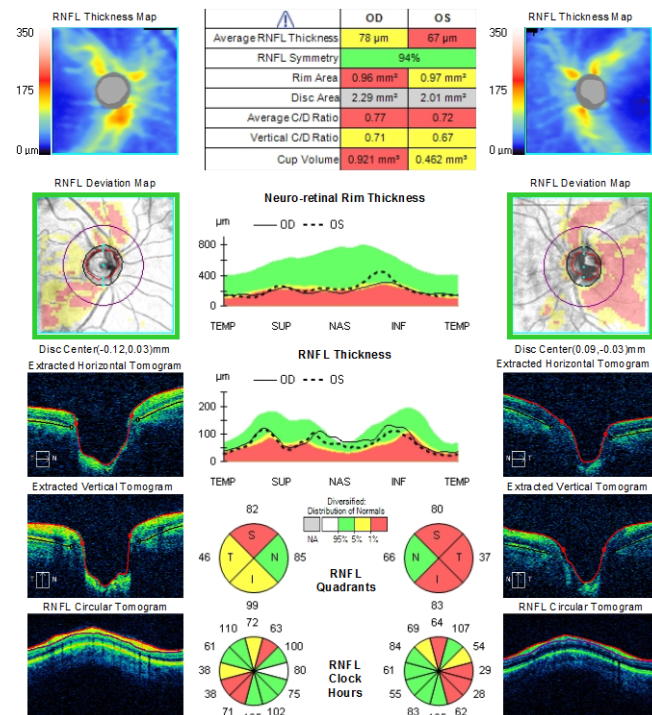 RNFL Thickness Map
350
175
0 µm
OD OS
Average RNFL Thickness 78 µm 67 µm
RNFL Symmetry 94%
Rim Area 0.96 mm² 0.97 mm²
Disc Area 2.29 mm² 2.01 mm²
Average C/D Ratio 0.77 0.72
Vertical C/D Ratio 0.71 0.67
Cup Volume 0.921 mm³ 0.462 mm³
RNFL Thickness Map
350
175
0 µm
RNFL Deviation Map
Disc Center(-0.12,0.03)mm
Neuro-retinal Rim Thickness
µm OD OS
800
400
0
TEMP SUP NAS INF TEMP
RNFL Deviation Map
Disc Center(0.09,-0.03)mm
Extracted Horizontal Tomogram
T N
RNFL Thickness
µm OD OS
200
100
0
TEMP SUP NAS INF TEMP
Extracted Horizontal Tomogram
N T
Extracted Vertical Tomogram
T N
Diversified:
Distribution of Normals
NA 95% 5% 1%
Extracted Vertical Tomogram
N T
82
46 S 85
T N
I
99
RNFL
Quadrants
80
66 S 37
N T
I
83
RNFL Circular Tomogram
72
110 63
61 100
38 80
38 75
71 102
RNFL
Clock
Hours
64
69 107
84 54
61 29
55 28
83 62
RNFL Circular Tomogram